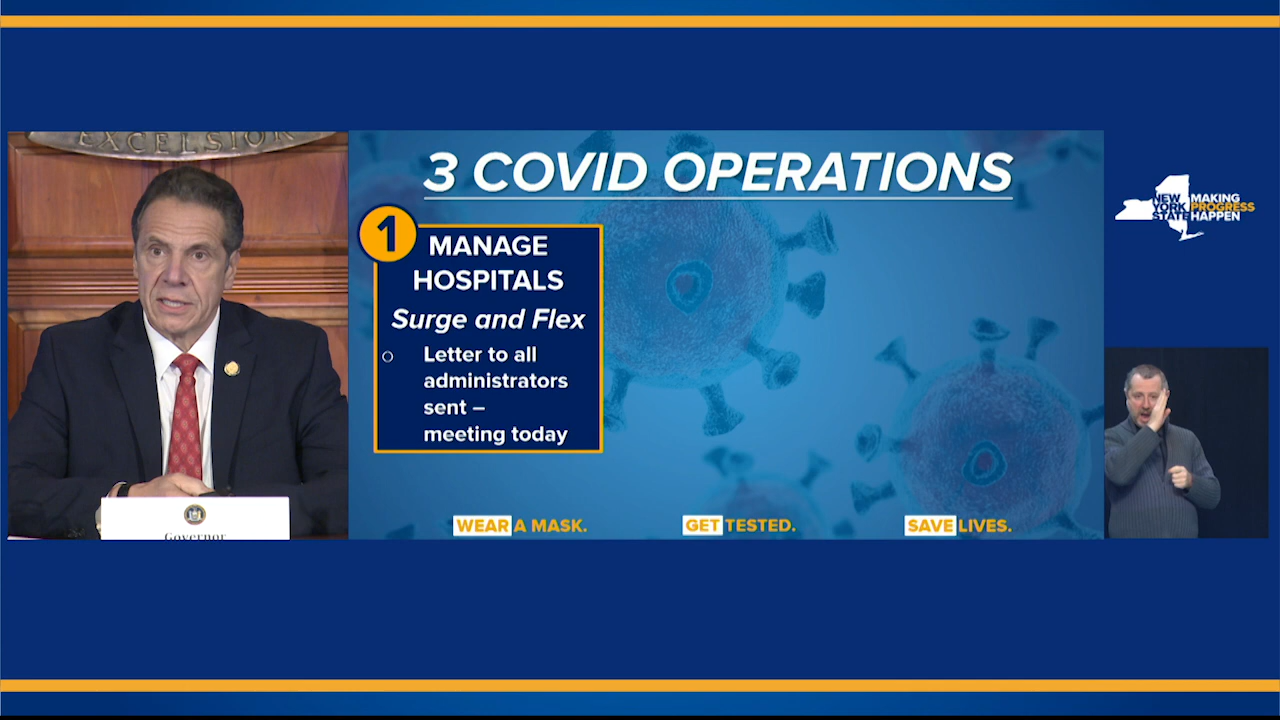 EXCELSIOR
3 COVID OPERATIONS
1
MANAGE
HOSPITALS
Surge and Flex
Letter to all
administrators
sent –
meeting today
WEAR A MASK.
GET TESTED.
SAVE LIVES.
NEW
YORK
STATE
MAKING
PROGRESS
HAPPEN
Governor